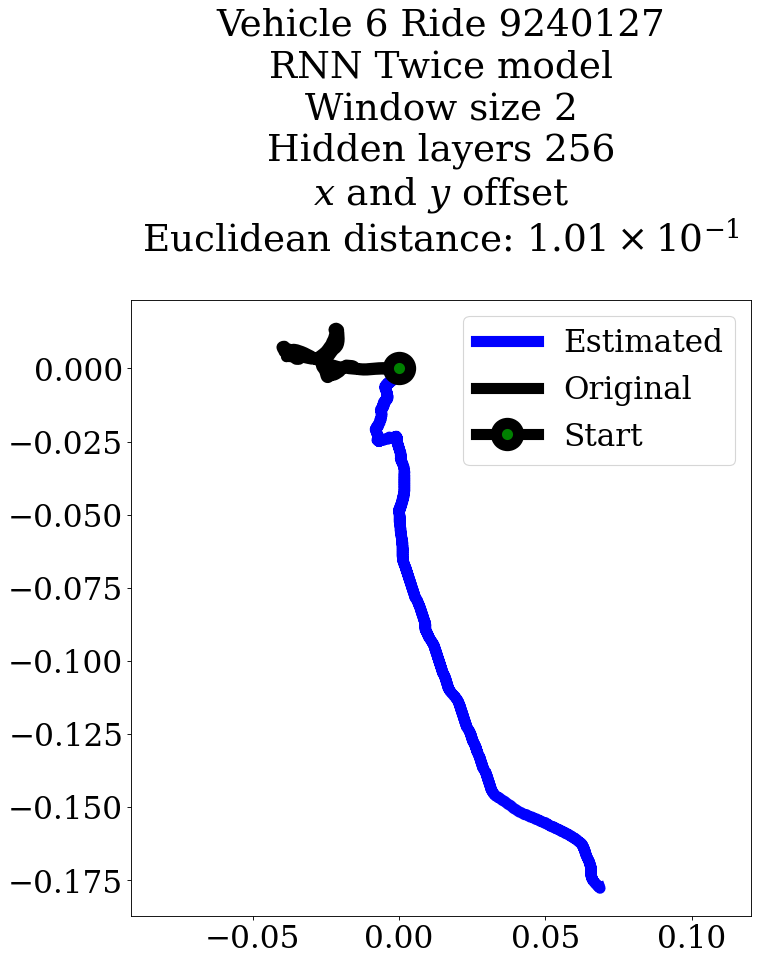 Vehicle 6 Ride 9240127
RNN Twice model
Window size 2
Hidden layers 256
x and y offset
Euclidean distance: 1.01 × 10⁻¹
Estimated
Original
Start
0.000
−0.025
−0.050
−0.075
−0.100
−0.125
−0.150
−0.175
−0.05 0.00 0.05 0.10